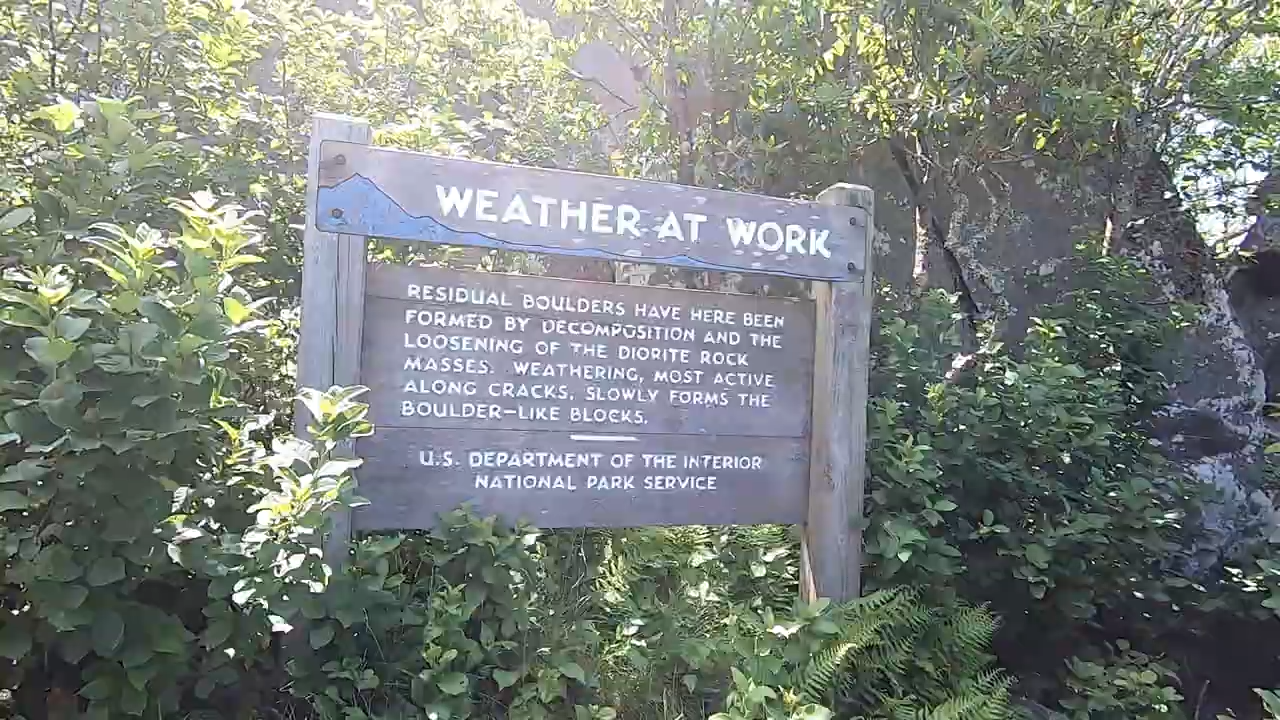 WEATHER AT WORK
RESIDUAL BOULDERS HAVE HERE BEEN
FORMED BY DECOMPOSITION AND THE
LOOSENING OF THE DIORITE ROCK
MASSES. WEATHERING, MOST ACTIVE
ALONG CRACKS, SLOWLY FORMS THE
BOULDER-LIKE BLOCKS.
U.S. DEPARTMENT OF THE INTERIOR
NATIONAL PARK SERVICE